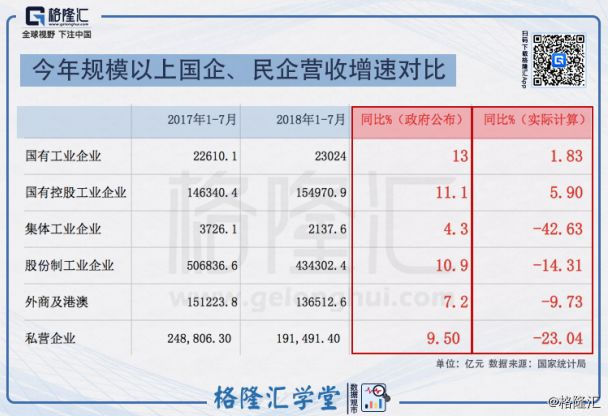 格隆汇
www.gelonghui.com
全球视野 下注中国
扫码下载格隆汇App
今年规模以上国企、民企营收增速对比
2017年1-7月 2018年1-7月 同比%（政府公布） 同比%（实际计算）
国有工业企业 22610.1 23024 13 1.83
国有控股工业企业 146340.4 154970.9 11.1 5.90
集体工业企业 3726.1 2137.6 4.3 -42.63
股份制工业企业 506836.6 434302.4 10.9 -14.31
外商及港澳 151223.8 136512.6 7.2 -9.73
私营企业 248,806.30 191,491.40 9.50 -23.04
格隆汇
www.gelonghui.com
单位：亿元 数据来源：国家统计局
格隆汇学堂
数据观市
@格隆汇